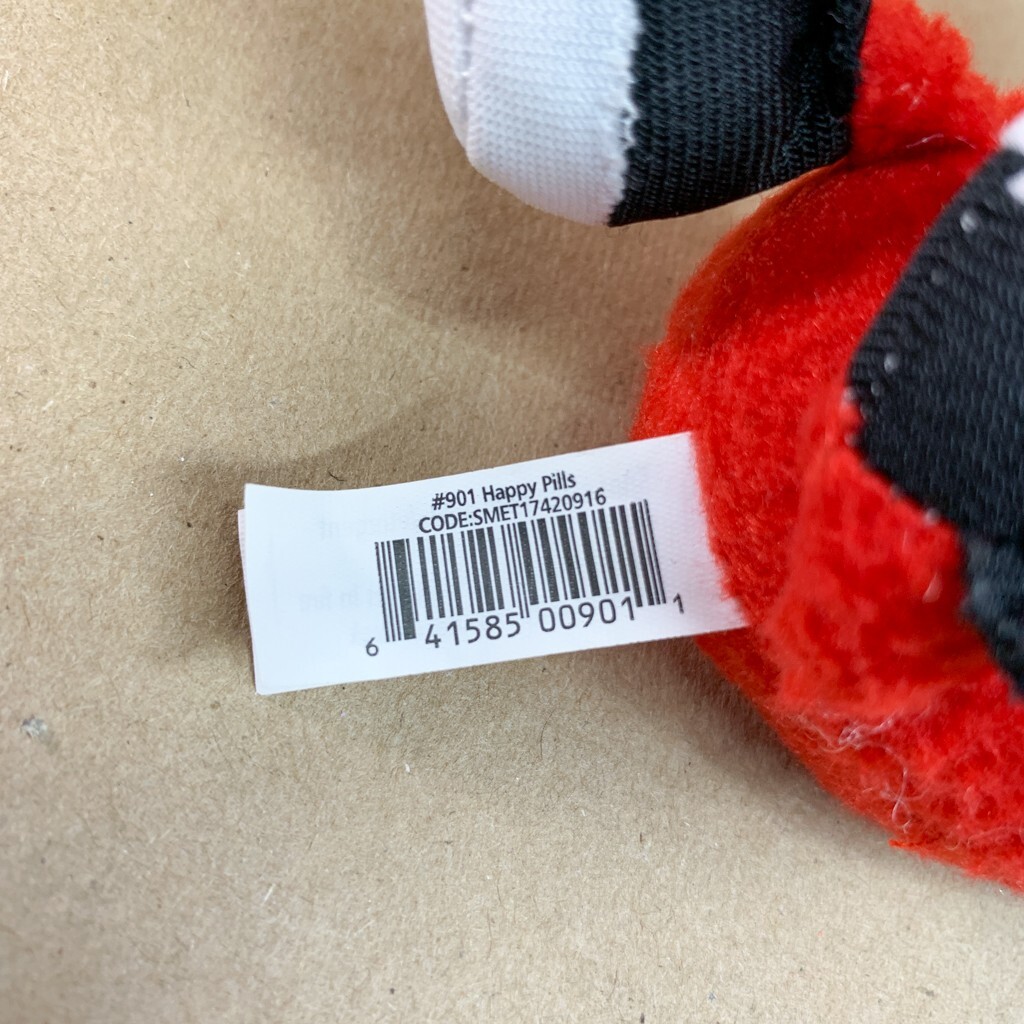 #901 Happy Pills
CODE:SMET17420916
6 41585 00901 1